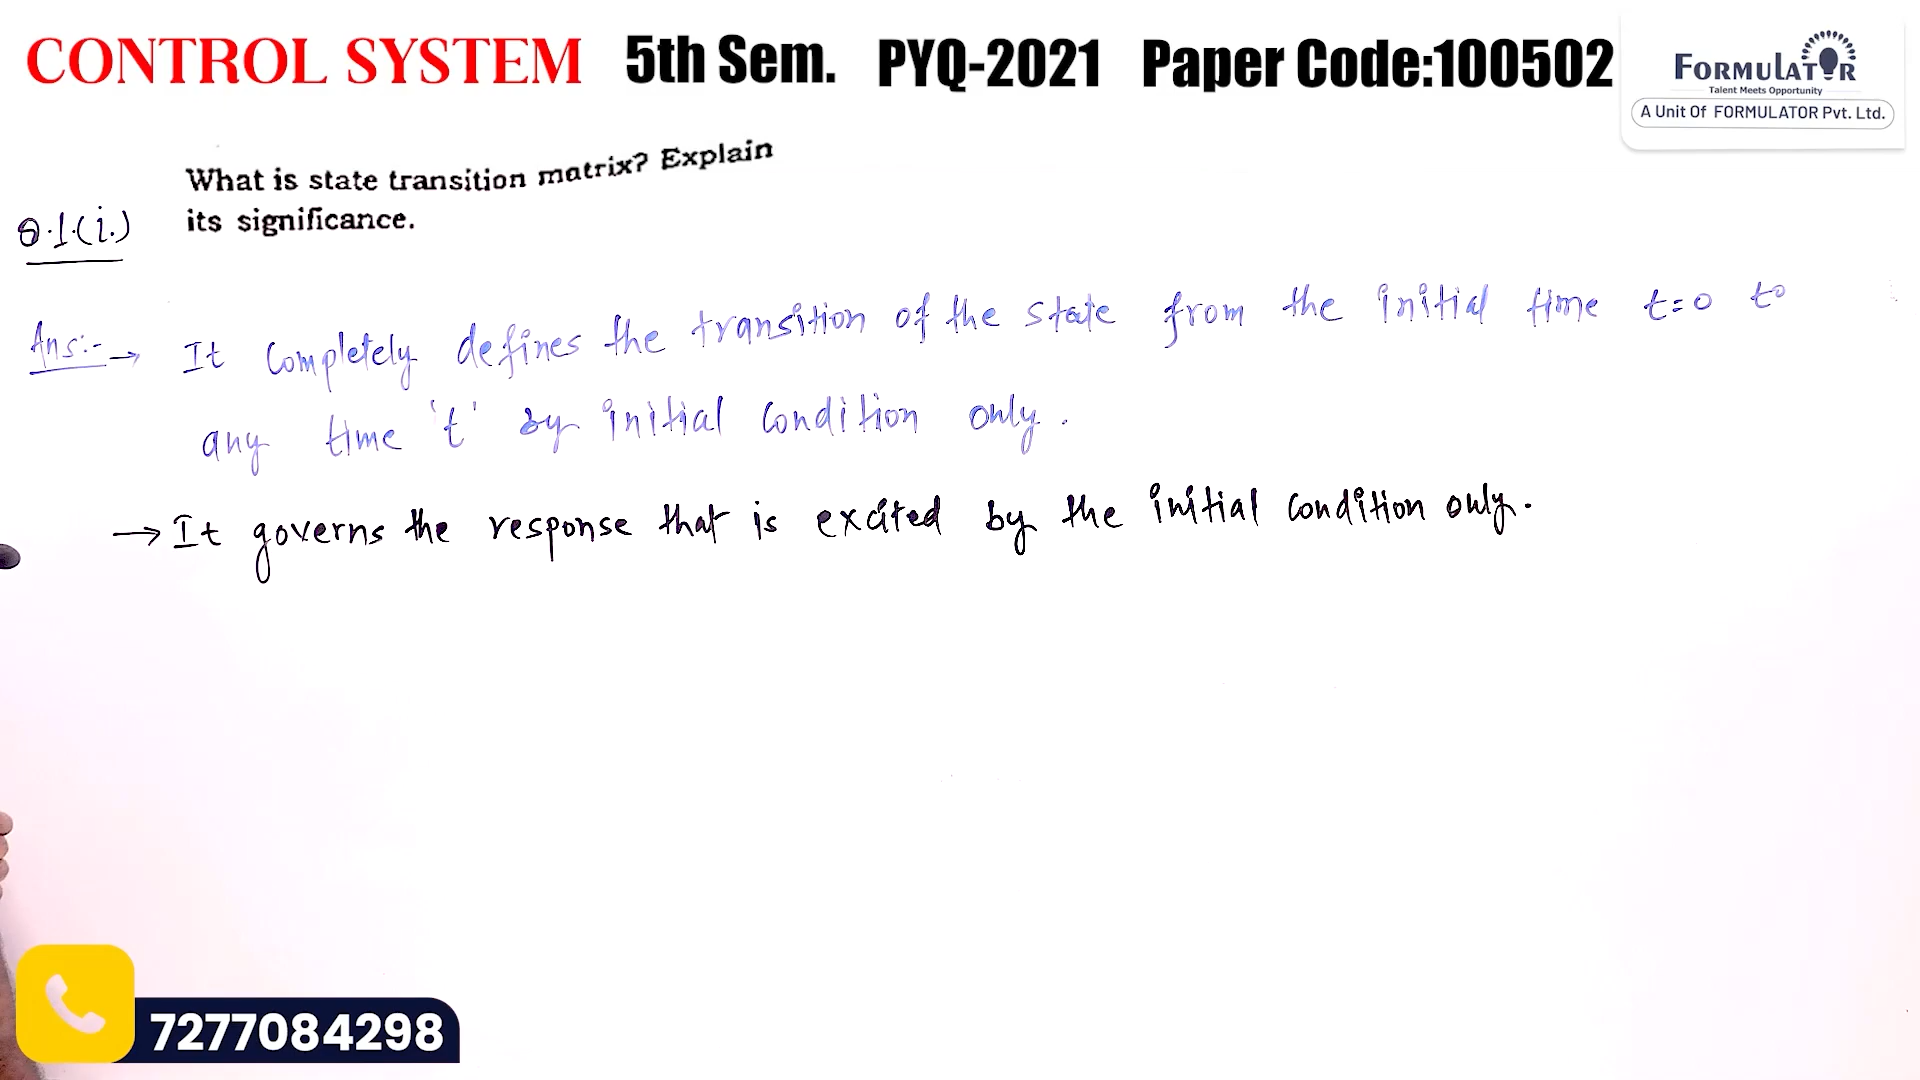 CONTROL SYSTEM 5th Sem. PYQ-2021 Paper Code:100502
FORMULATOR
Talent Meets Opportunity
A Unit Of FORMULATOR Pvt. Ltd.
What is state transition matrix? Explain
its significance.
Q.1.(i.)
Ans:- → It completely defines the transition of the state from the initial time t=0 to
any time 't' by initial condition only.
→ It governs the response that is excited by the initial condition only.
7277084298